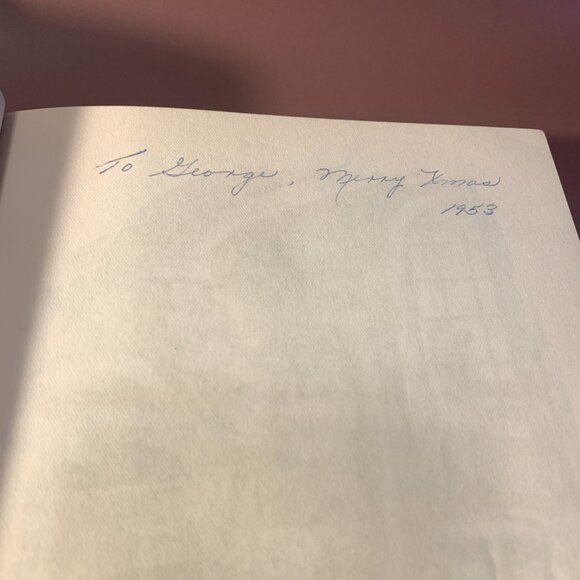 To George, Merry Xmas
1953